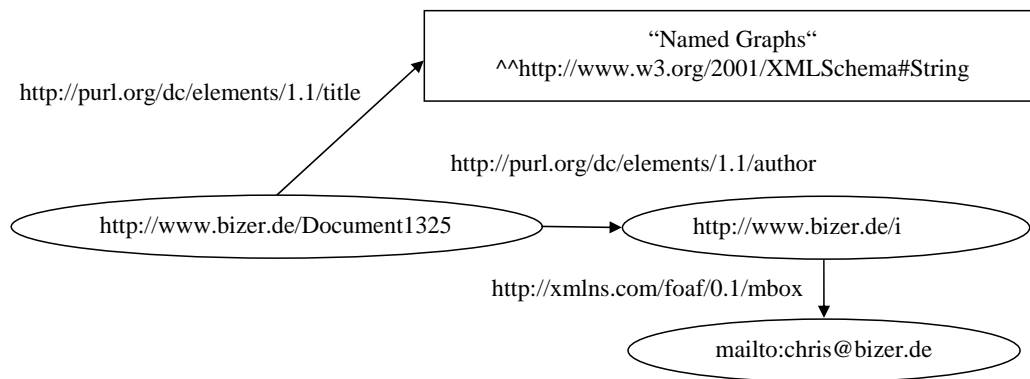 “Named Graphs“
^^http://www.w3.org/2001/XMLSchema#String
http://purl.org/dc/elements/1.1/title
http://purl.org/dc/elements/1.1/author
http://www.bizer.de/Document1325
http://www.bizer.de/i
http://xmlns.com/foaf/0.1/mbox
mailto:chris@bizer.de